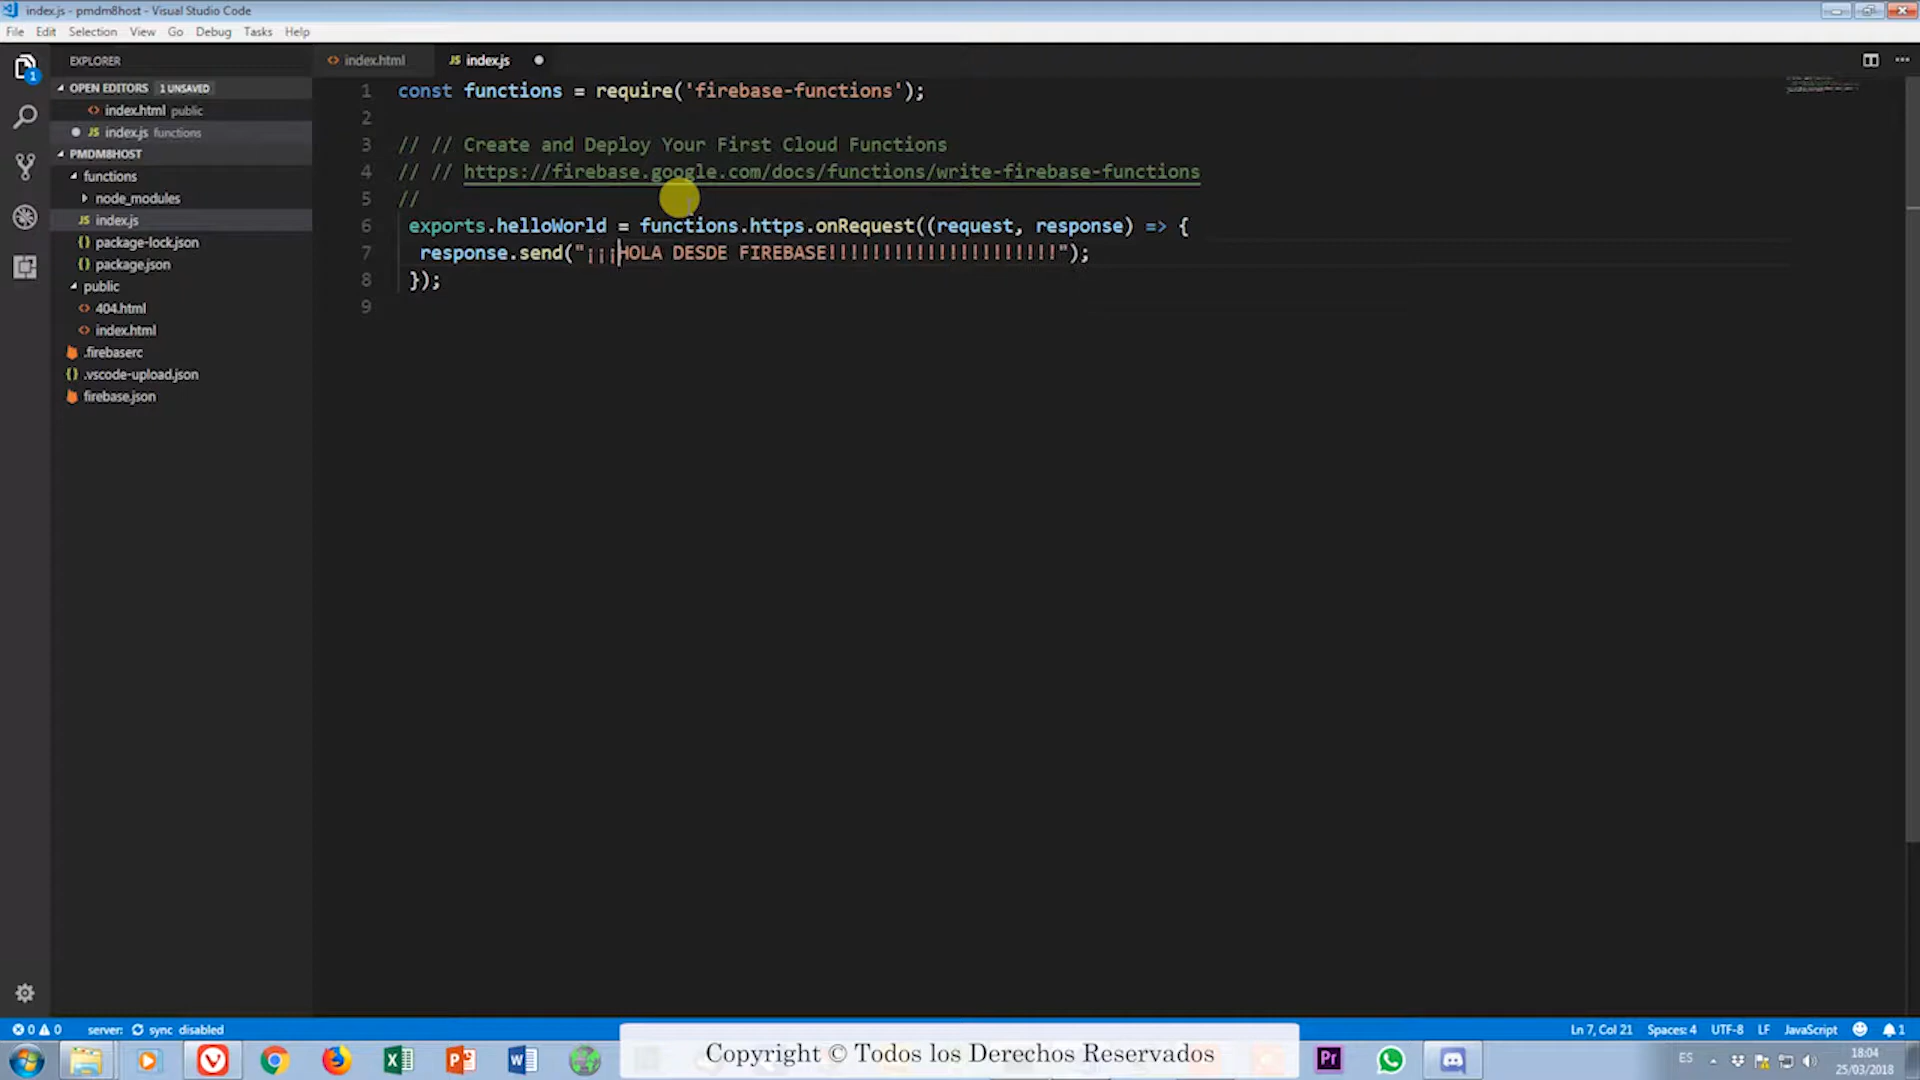 index.js - pmdm8host - Visual Studio Code
File Edit Selection View Go Debug Tasks Help
EXPLORER
OPEN EDITORS 1 UNSAVED
index.html public
index.js functions
PMDM8HOST
functions
node_modules
index.js
package-lock.json
package.json
public
404.html
index.html
.firebaserc
.vscode-upload.json
firebase.json
index.html index.js
1 const functions = require('firebase-functions');
2
3 // // Create and Deploy Your First Cloud Functions
4 // // https://firebase.google.com/docs/functions/write-firebase-functions
5 //
6 exports.helloWorld = functions.https.onRequest((request, response) => {
7 response.send("¡¡¡HOLA DESDE FIREBASE!!!!!!!!!!!!!!!!!!!!!");
8 });
9
0 0 server: sync disabled
Ln 7, Col 21 Spaces: 4 UTF-8 LF JavaScript 1
Copyright © Todos los Derechos Reservados
ES
18:04
25/03/2018